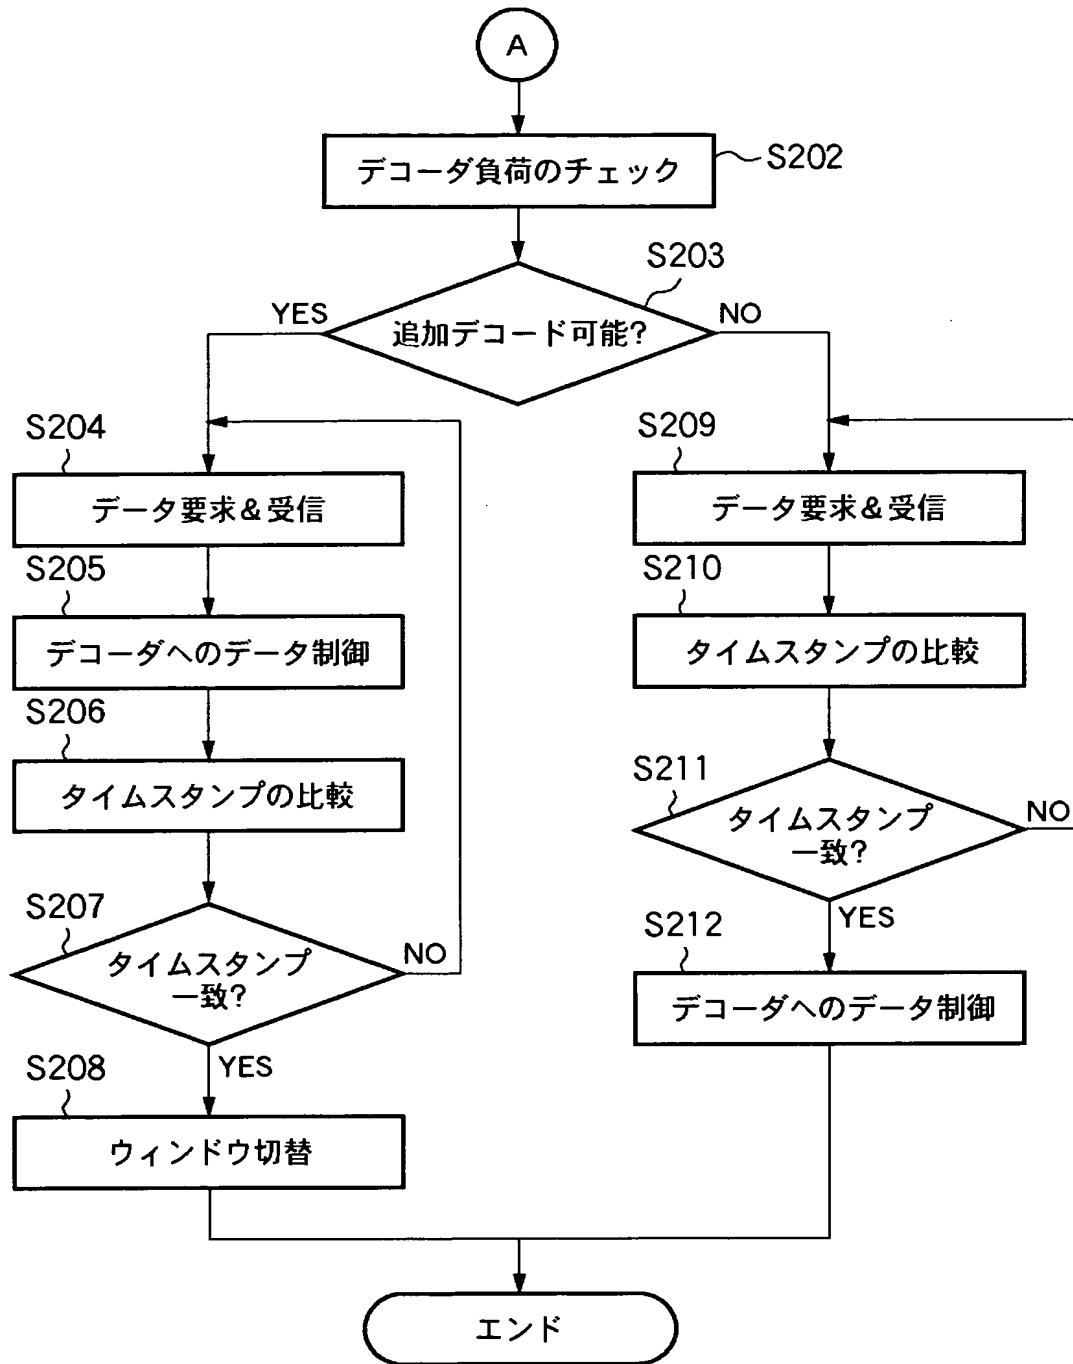 A
デコーダ負荷のチェック
S202
S203
YES
追加デコード可能?
NO
S204
データ要求&受信
S205
デコーダへのデータ制御
S206
タイムスタンプの比較
S207
タイムスタンプ
一致?
NO
YES
S208
ウィンドウ切替
S209
データ要求&受信
S210
タイムスタンプの比較
S211
タイムスタンプ
一致?
NO
YES
S212
デコーダへのデータ制御
エンド